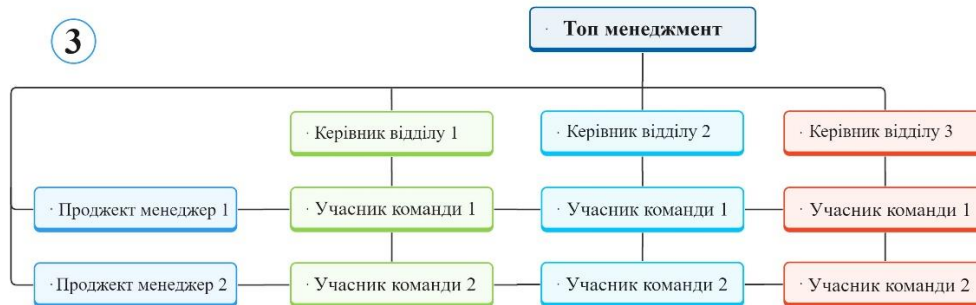 3
· Топ менеджмент
· Керівник відділу 1
· Керівник відділу 2
· Керівник відділу 3
· Проджект менеджер 1
· Учасник команди 1
· Учасник команди 1
· Учасник команди 1
· Проджект менеджер 2
· Учасник команди 2
· Учасник команди 2
· Учасник команди 2